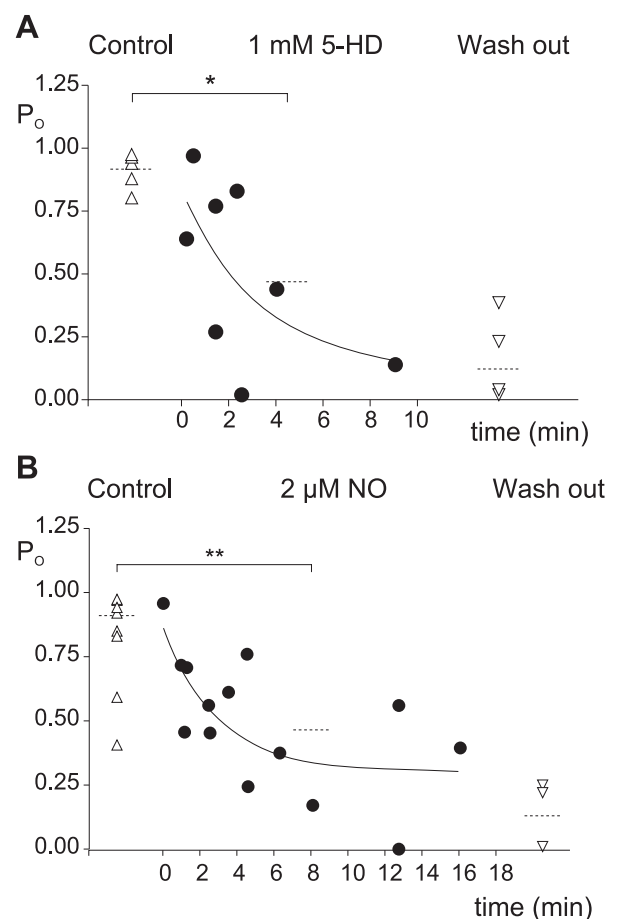 A
Control 1 mM 5-HD Wash out
1.25
*
Po
1.00
0.75
0.50
0.25
0.00
0 2 4 6 8 10
time (min)
B
Control 2 µM NO Wash out
1.25
**
Po
1.00
0.75
0.50
0.25
0.00
0 2 4 6 8 10 12 14 16 18
time (min)